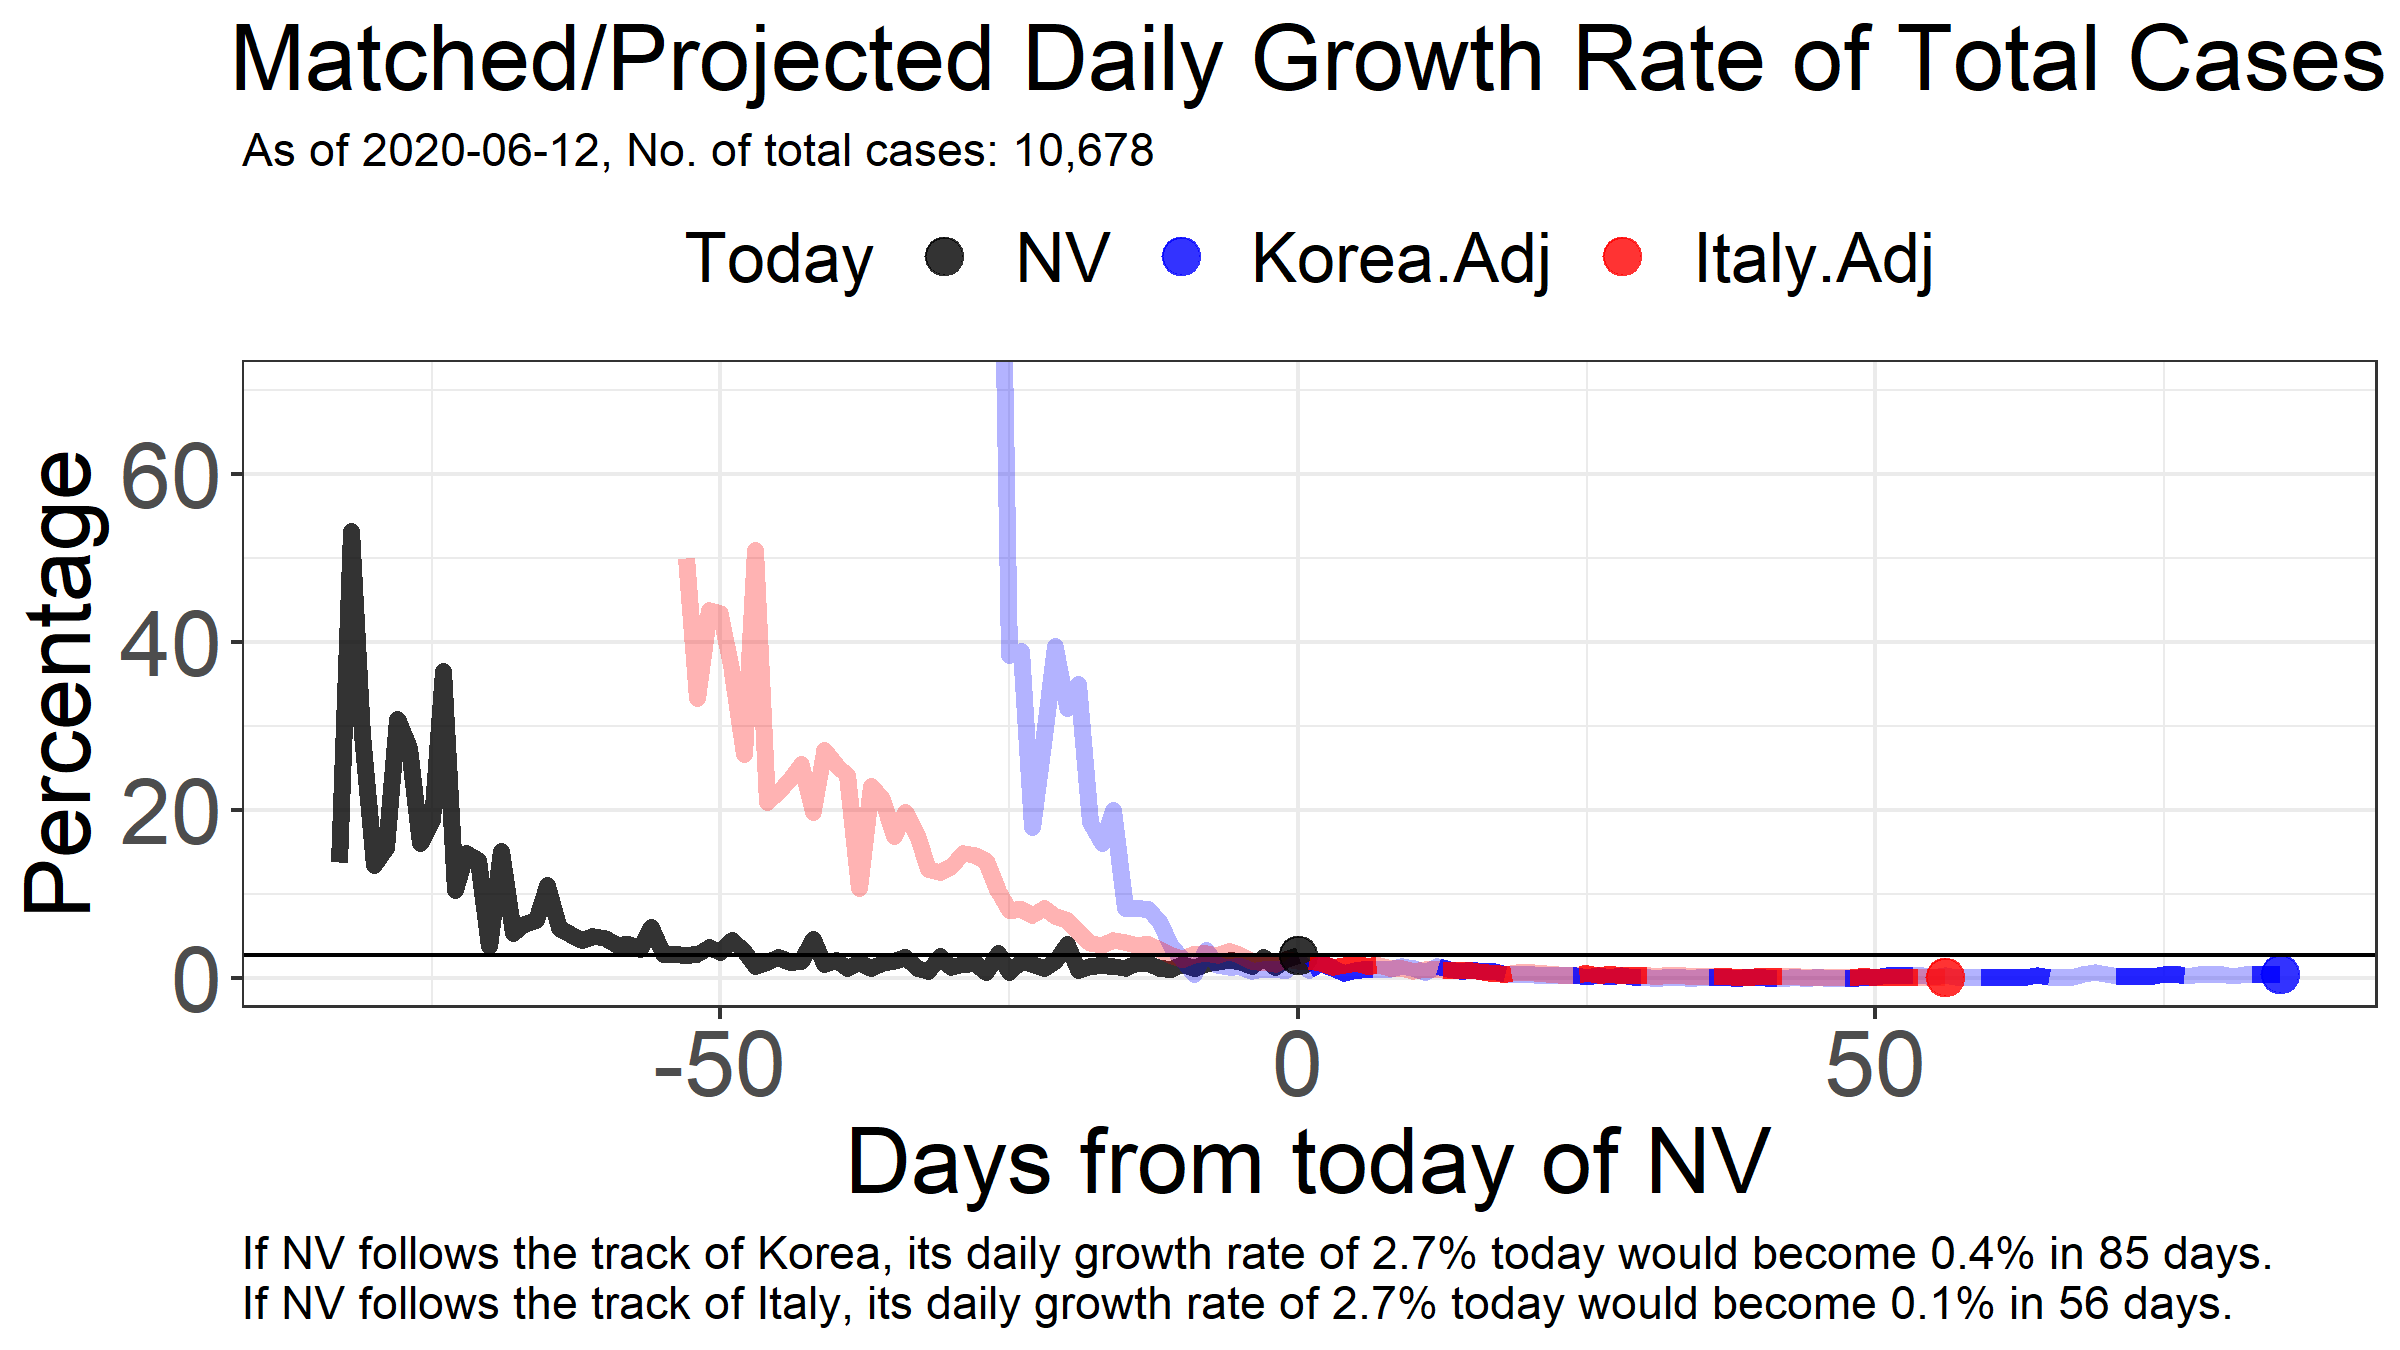 Matched/Projected Daily Growth Rate of Total Cases
As of 2020-06-12, No. of total cases: 10,678
Today NV Korea.Adj Italy.Adj
Percentage
60
40
20
0
-50 0 50
Days from today of NV
If NV follows the track of Korea, its daily growth rate of 2.7% today would become 0.4% in 85 days.
If NV follows the track of Italy, its daily growth rate of 2.7% today would become 0.1% in 56 days.